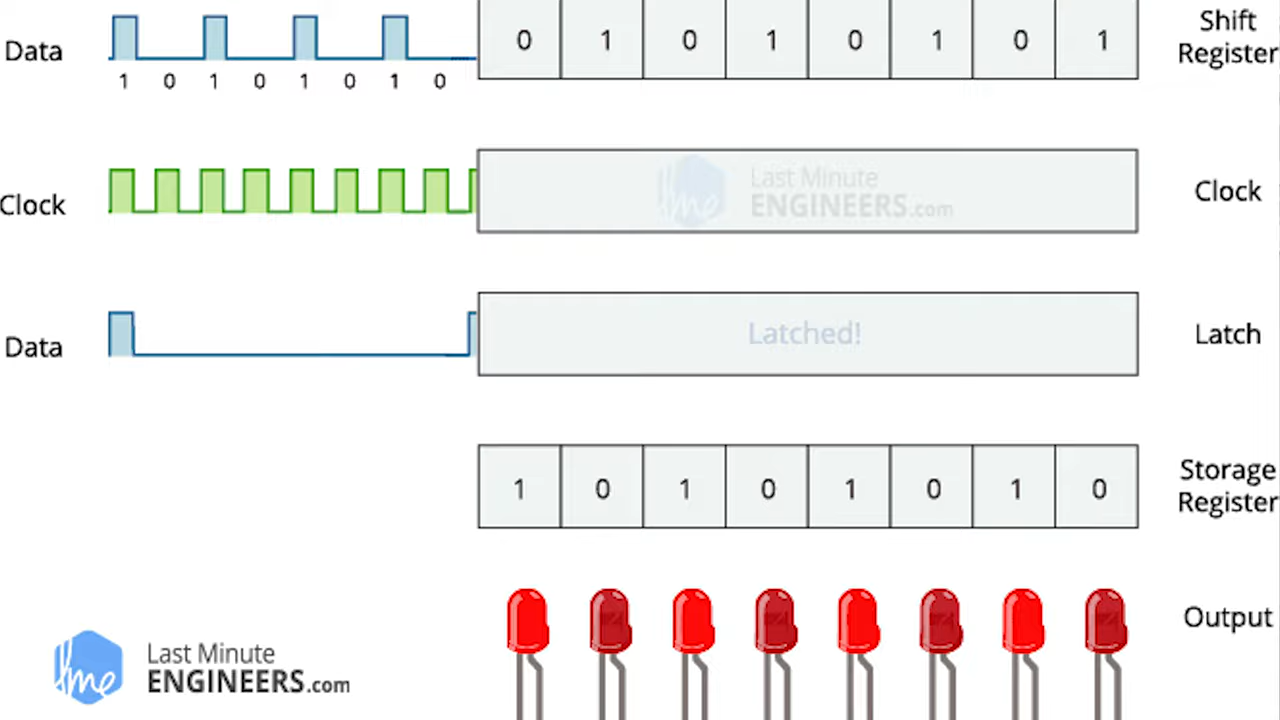 Data
1 0 1 0 1 0 1 0
0 1 0 1 0 1 0 1
Shift
Register
Clock
Last Minute
ENGINEERS.com
Clock
Data
Latched!
Latch
1 0 1 0 1 0 1 0
Storage
Register
Output
Last Minute
ENGINEERS.com